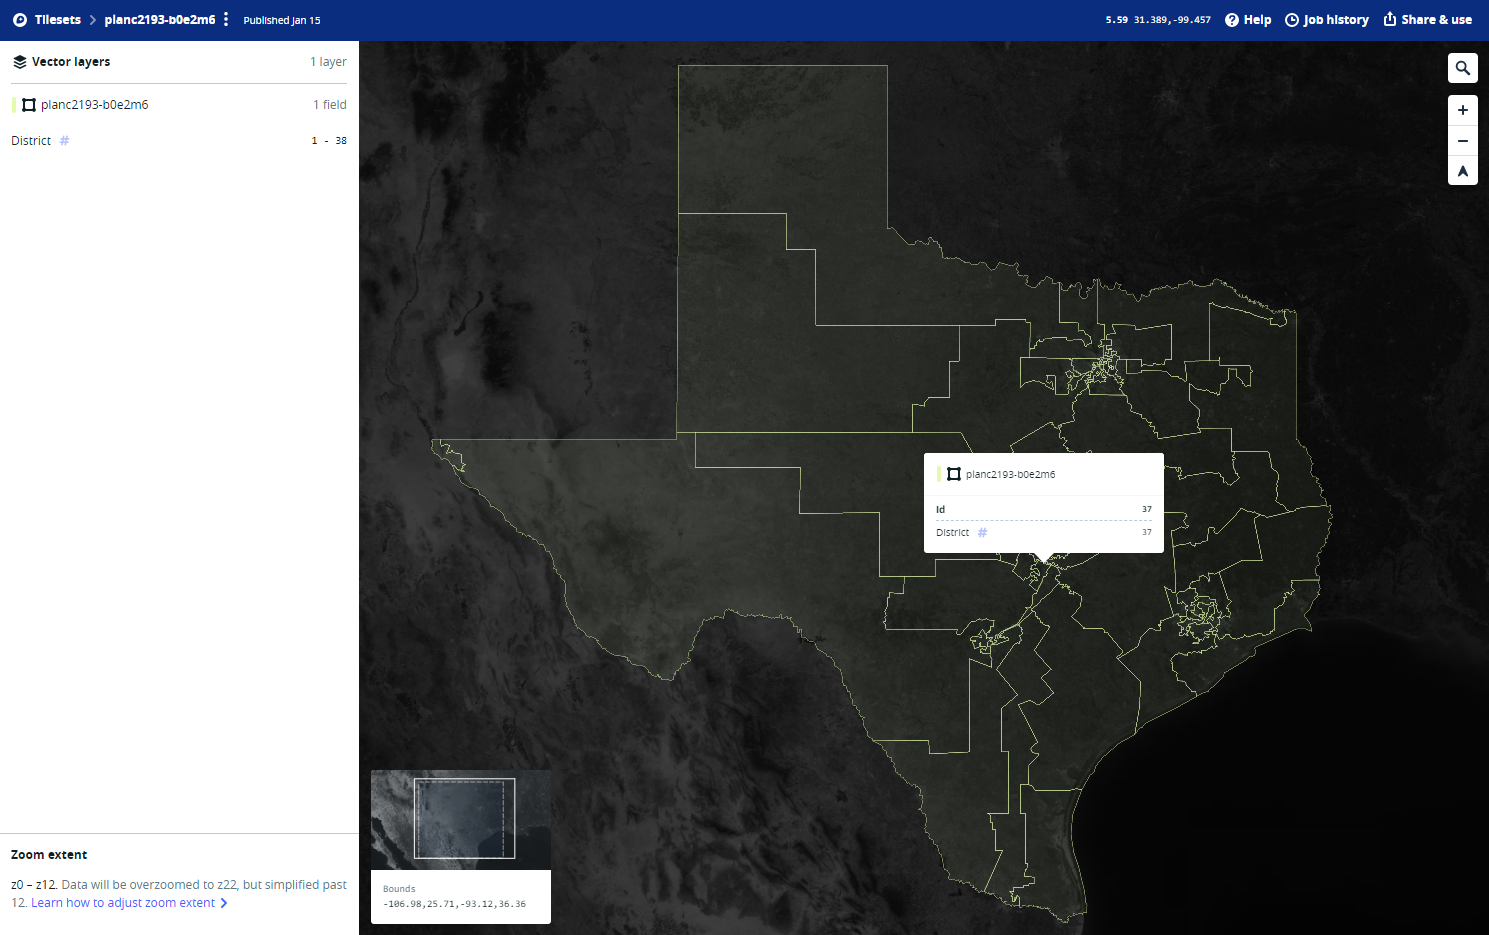 Tilesets
planc2193-b0e2m6
Published Jan 15
5.59 31.389,-99.457
Help
Job history
Share & use
Vector layers
1 layer
planc2193-b0e2m6
1 field
District #
1 - 38
planc2193-b0e2m6
Id 37
District # 37
Bounds
-106.98,25.71,-93.12,36.36
Zoom extent
z0 – z12. Data will be overzoomed to z22, but simplified past
12. Learn how to adjust zoom extent